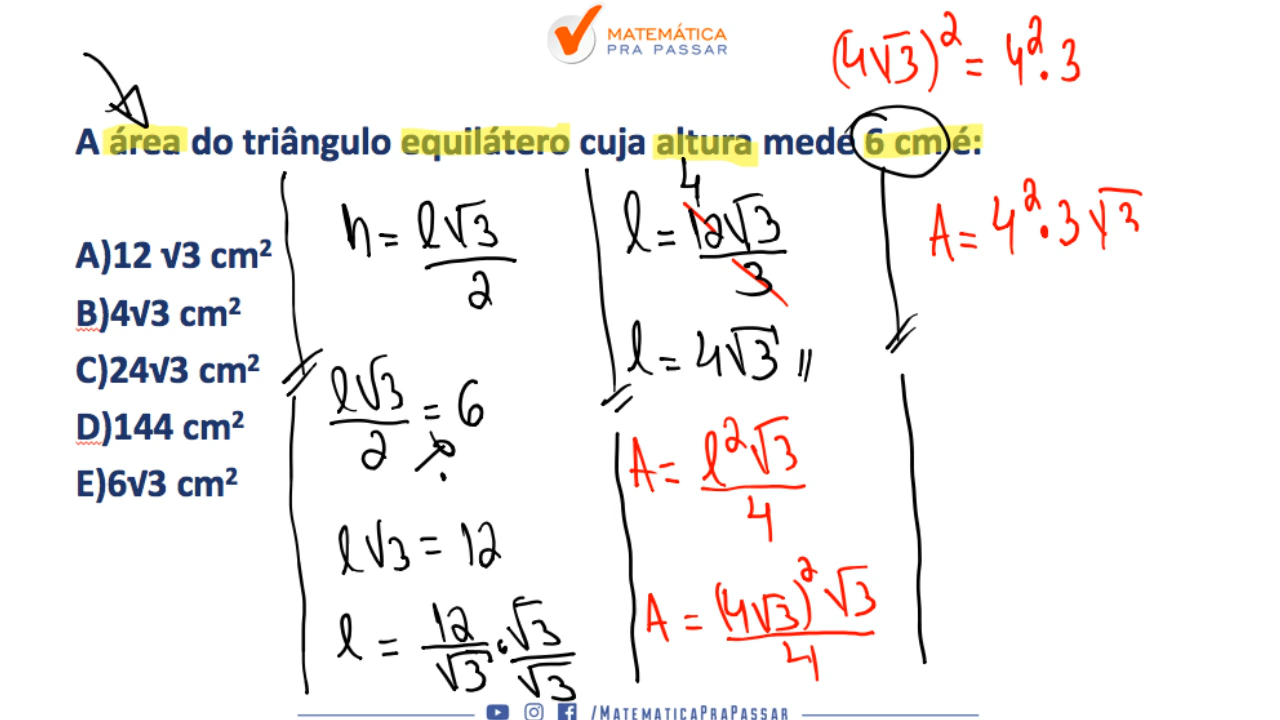 MATEMÁTICA
PRA PASSAR
(4√3)² = 4² · 3
A área do triângulo equilátero cuja altura mede 6 cm é:
A)12 √3 cm²
B)4√3 cm²
C)24√3 cm²
D)144 cm²
E)6√3 cm²
h = l√3/2
l√3/2 = 6
l√3 = 12
l = 12/√3 · √3/√3
4
l = 12√3/3
l = 4√3 //
A = l²√3/4
A = (4√3)²√3/4
A = 4² · 3√3
/MATEMATICAPRAPASSAR